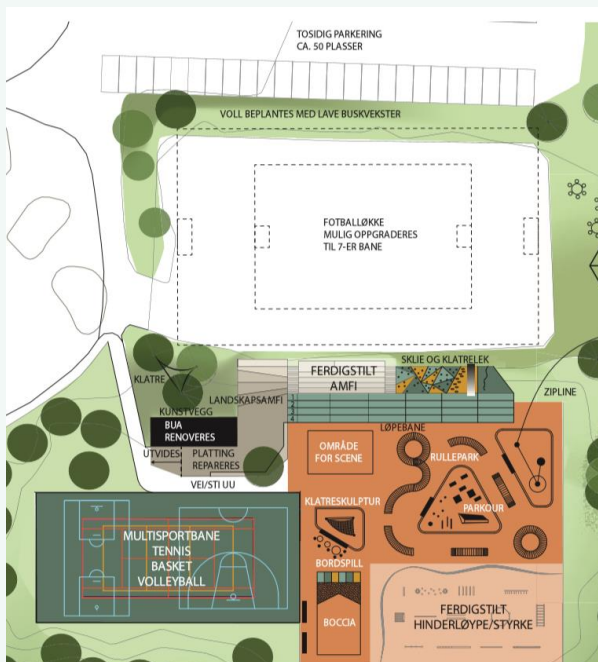 TOSIDIG PARKERING
CA. 50 PLASSER
VOLL BEPLANTES MED LAVE BUSKVEKSTER
FOTBALLØKKE
MULIG OPPGRADERES
TIL 7-ER BANE
SKLIE OG KLATRELEK
FERDIGSTILT
AMFI
KLATRE
ZIPLINE
LANDSKAPSAMFI
KUNSTVEGG
BUA
RENOVERES
LØPEBANE
UTVIDES
PLATTING
REPARERES
OMRÅDE
FOR SCENE
RULLEPARK
VEI/STI UU
KLATRESKULPTUR
PARKOUR
MULTISPORTBANE
TENNIS
BASKET
VOLLEYBALL
BORDSPILL
BOCCIA
FERDIGSTILT
HINDERLØYPE/STYRKE